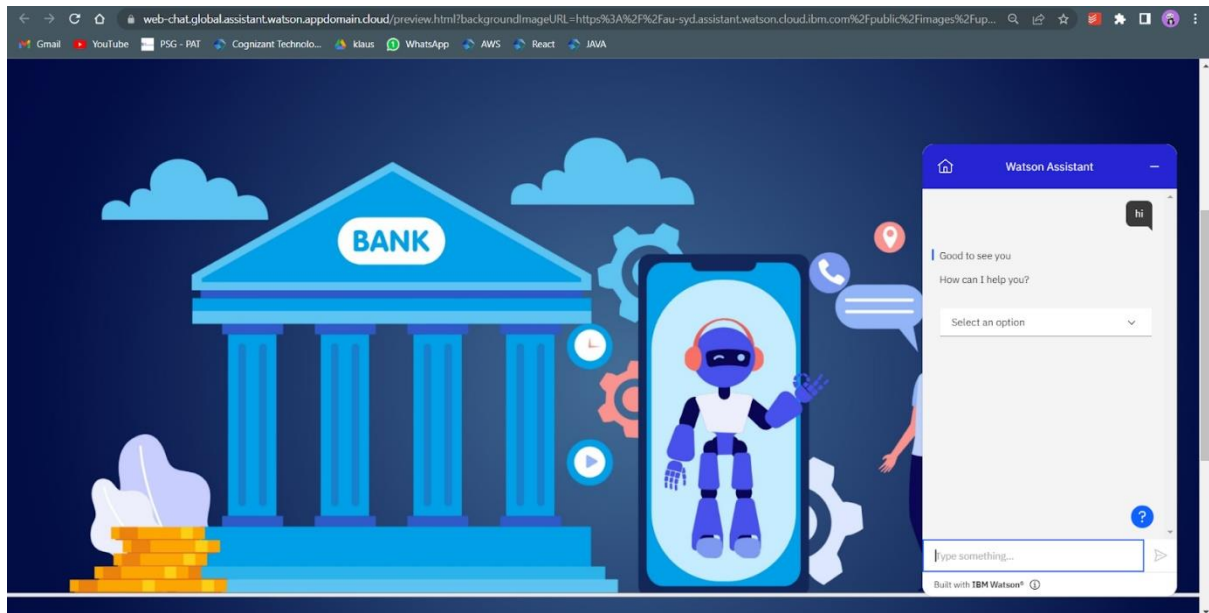 web-chat.global.assistant.watson.appdomain.cloud/preview.html?backgroundImageURL=https%3A%2F%2Fau-syd.assistant.watson.cloud.ibm.com%2Fpublic%2Fimages%2Fup...
Gmail YouTube PSG - PAT Cognizant Technolo... klaus WhatsApp AWS React JAVA
BANK
Watson Assistant
hi
Good to see you
How can I help you?
Select an option
?
Type something...
Built with IBM Watson®